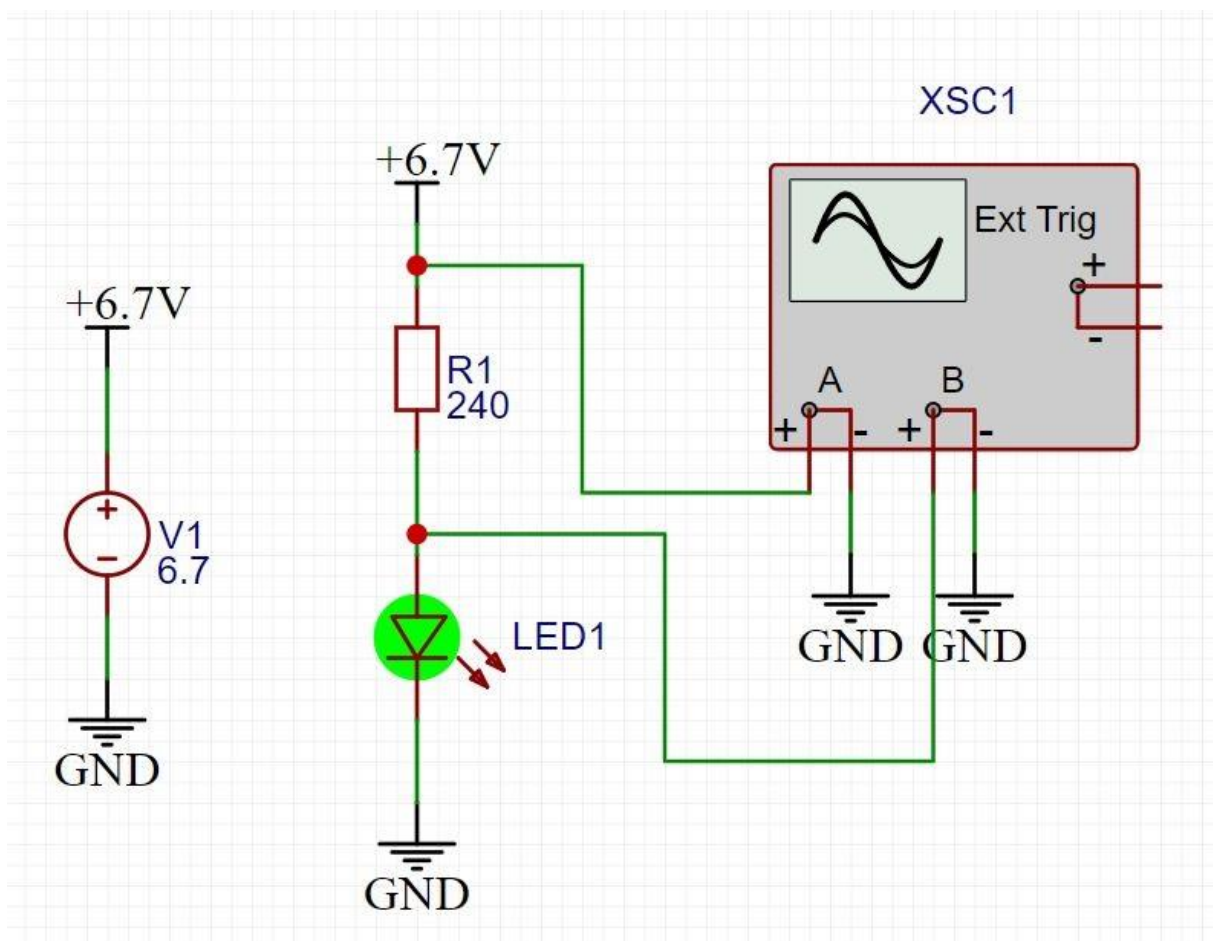 XSC1
+6.7V
Ext Trig
+
-
+6.7V
R1
240
A
B
+
-
+
-
+
-
V1
6.7
LED1
GND
GND
GND
GND